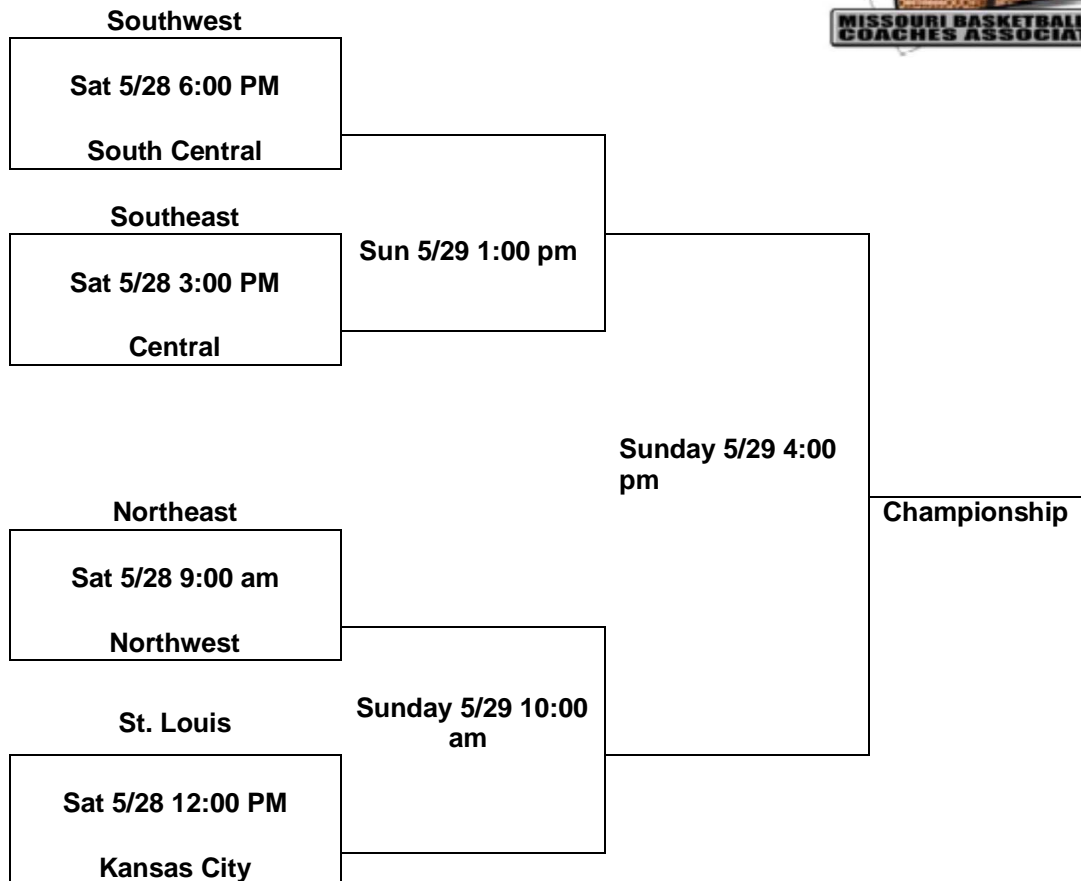 MISSOURI BASKETBALL
COACHES
Southwest
Sat 5/28 6:00 PM
South Central
Southeast
Sat 5/28 3:00 PM
Central
Sun 5/29 1:00 pm
Sunday 5/29 4:00
pm
Championship
Northeast
Sat 5/28 9:00 am
Northwest
St. Louis
Sat 5/28 12:00 PM
Kansas City
Sunday 5/29 10:00
am